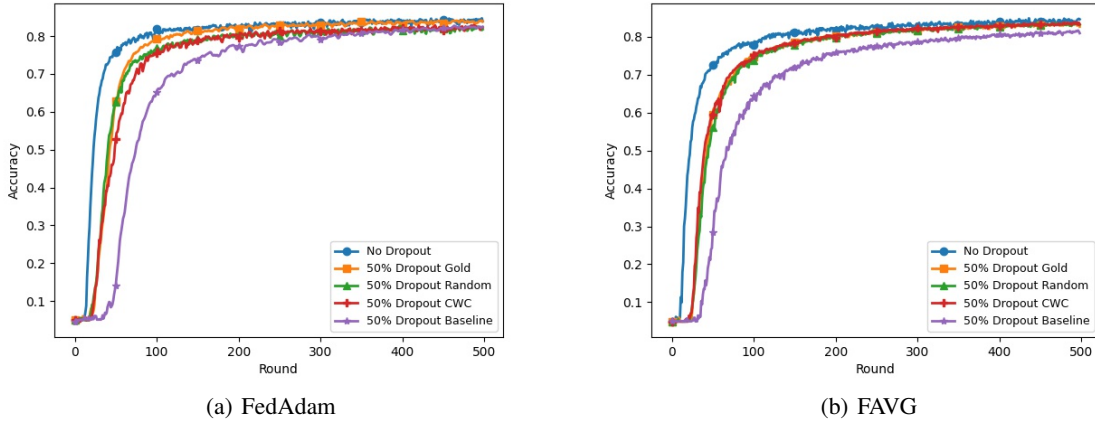 0.8
0.7
0.6
0.5
0.4
0.3
0.2
0.1
Accuracy
0 100 200 300 400 500
Round
No Dropout
50% Dropout Gold
50% Dropout Random
50% Dropout CWC
50% Dropout Baseline
(a) FedAdam
0.8
0.7
0.6
0.5
0.4
0.3
0.2
0.1
Accuracy
0 100 200 300 400 500
Round
No Dropout
50% Dropout Gold
50% Dropout Random
50% Dropout CWC
50% Dropout Baseline
(b) FAVG